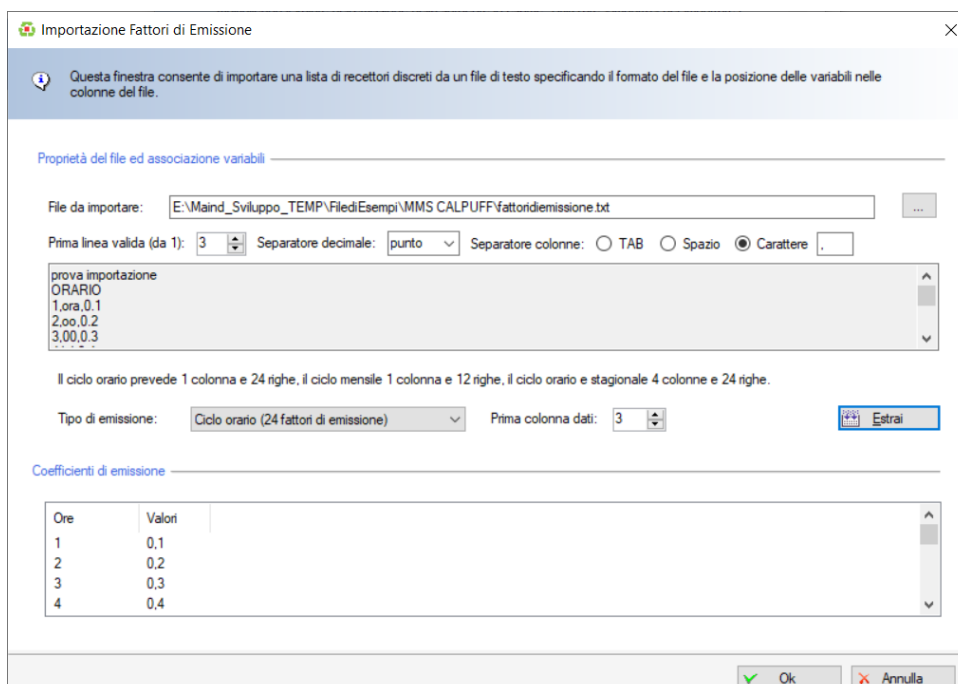 Importazione Fattori di Emissione
Questa finestra consente di importare una lista di recettori discreti da un file di testo specificando il formato del file e la posizione delle variabili nelle
colonne del file.
Proprietà del file ed associazione variabili
File da importare: E:\Maind_Sviluppo_TEMP\FilediEsempi\MMS CALPUFF\fattoridiemissione.txt ...
Prima linea valida (da 1): 3 Separatore decimale: punto Separatore colonne: TAB Spazio Carattere ,
prova importazione
ORARIO
1,ora,0.1
2,oo,0.2
3,00,0.3
Il ciclo orario prevede 1 colonna e 24 righe, il ciclo mensile 1 colonna e 12 righe, il ciclo orario e stagionale 4 colonne e 24 righe.
Tipo di emissione: Ciclo orario (24 fattori di emissione) Prima colonna dati: 3 Estrai
Coefficienti di emissione
Ore Valori
1 0,1
2 0,2
3 0,3
4 0,4
Ok Annulla